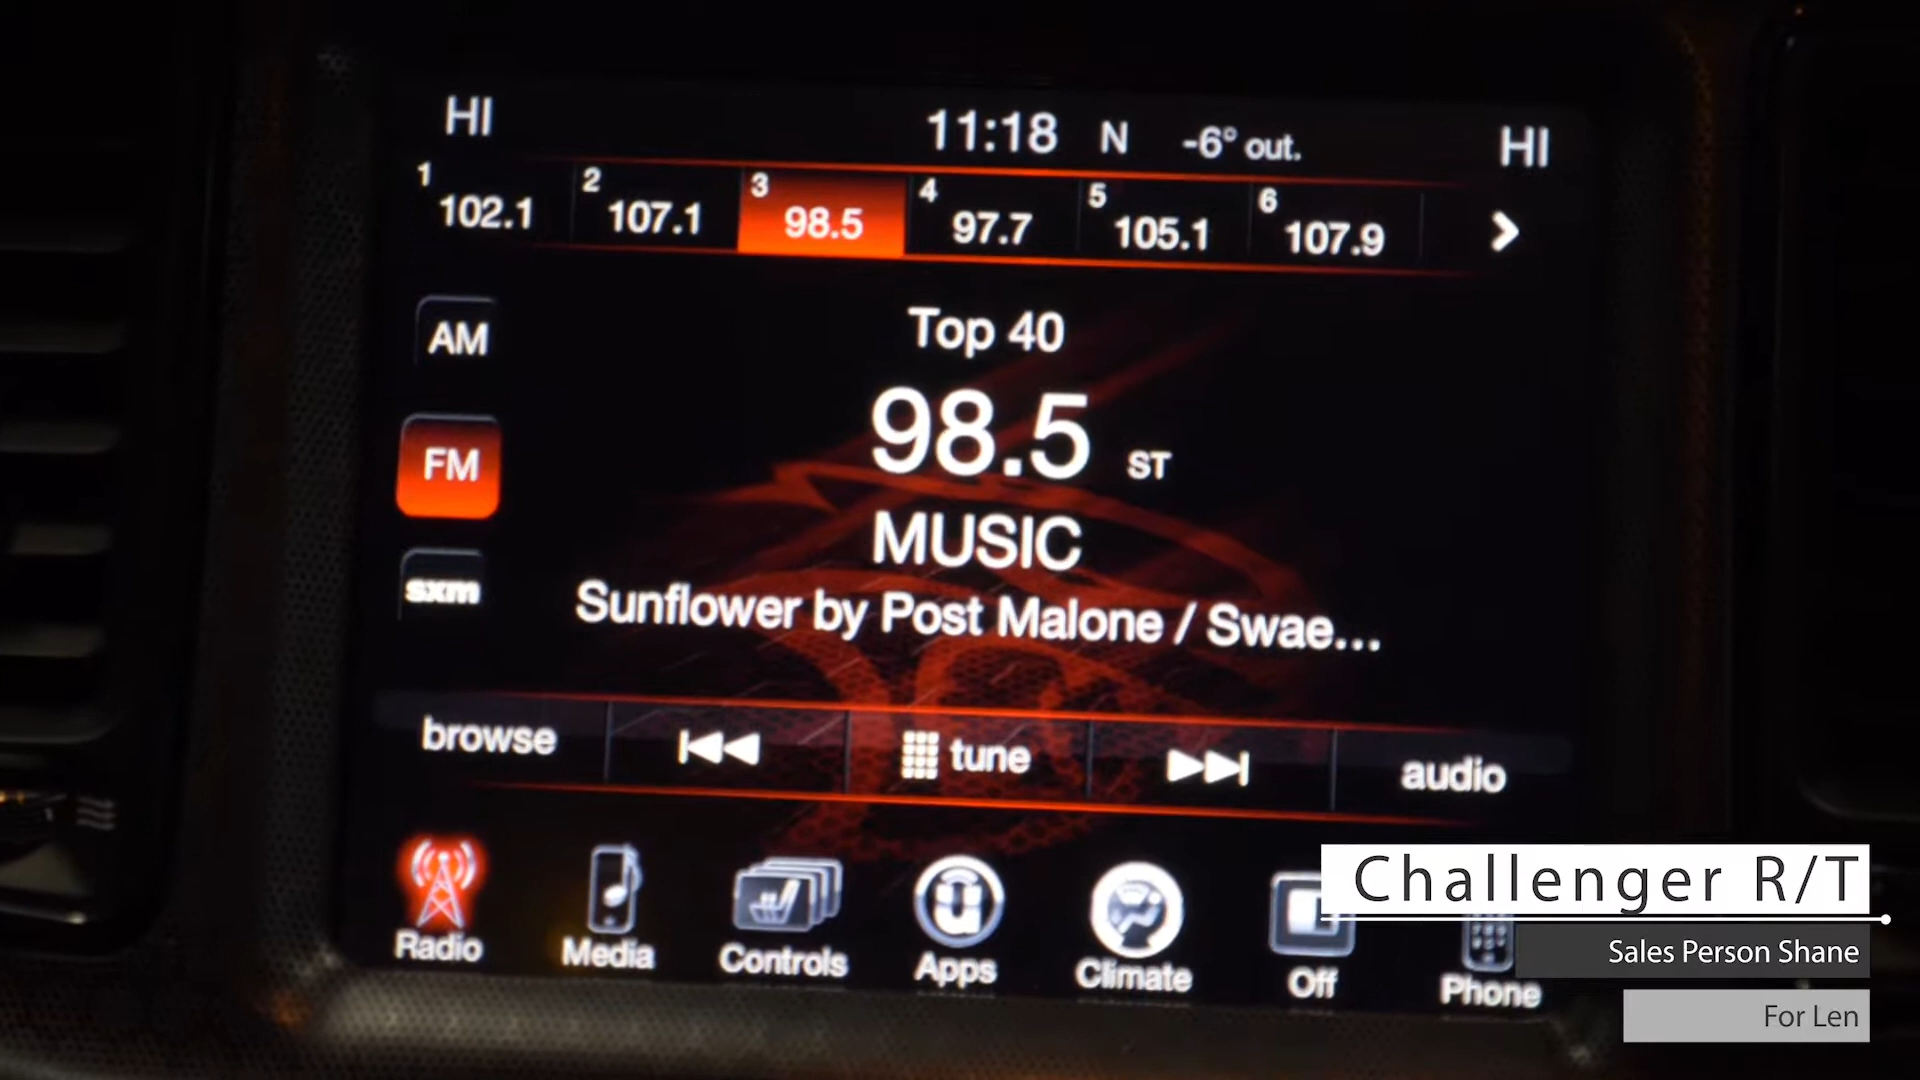 HI 11:18 N -6° out. HI
1 102.1 2 107.1 3 98.5 4 97.7 5 105.1 6 107.9
AM
Top 40
FM
98.5 ST
MUSIC
sxm
Sunflower by Post Malone / Swae...
browse tune audio
Radio Media Controls Apps Climate Off Phone
Challenger R/T
Sales Person Shane
For Len